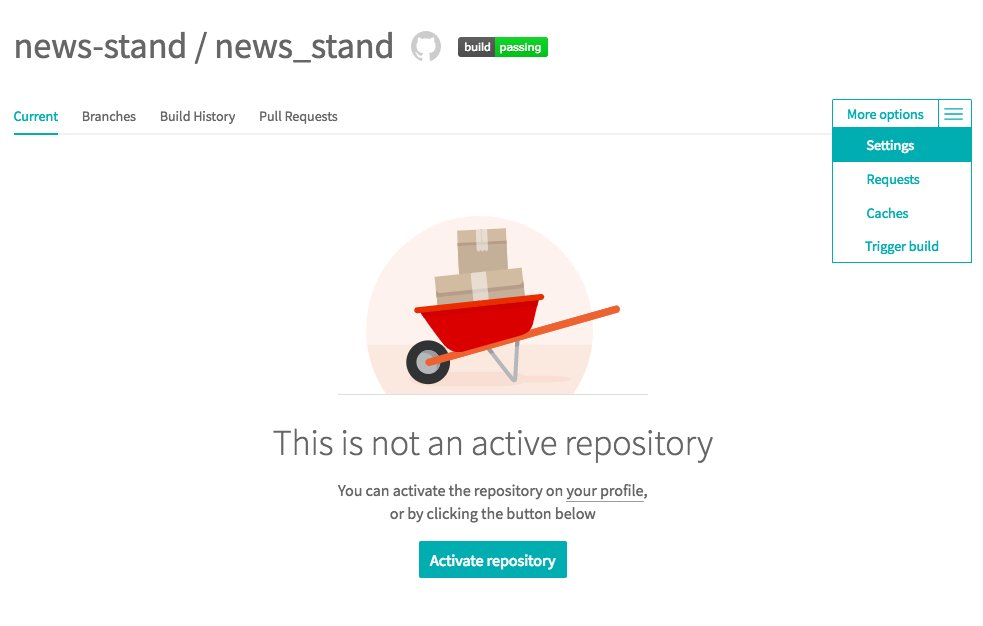 news-stand / news_stand
build passing
Current Branches Build History Pull Requests
More options
Settings
Requests
Caches
Trigger build
This is not an active repository
You can activate the repository on your profile,
or by clicking the button below
Activate repository